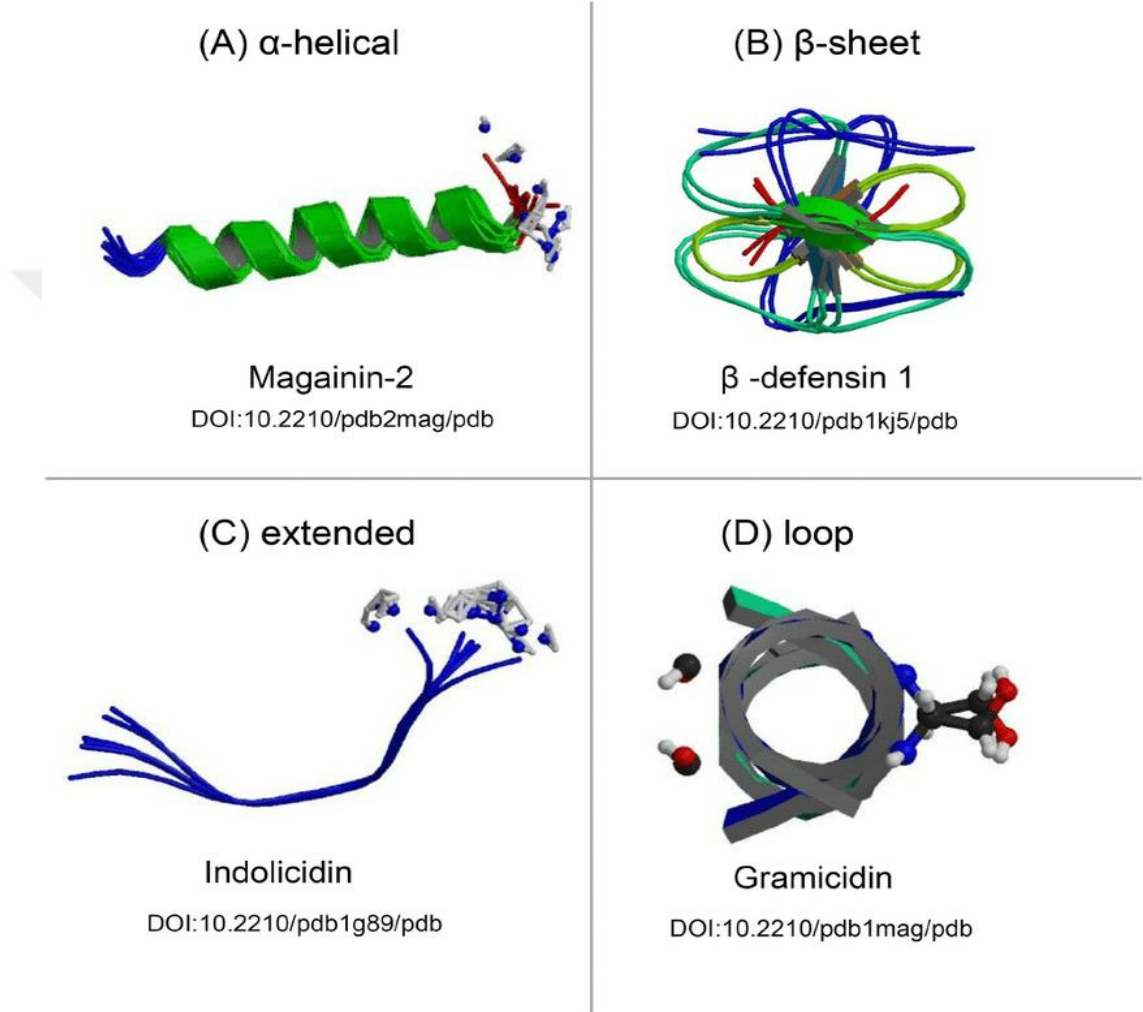 (A) α-helical
Magainin-2
DOI:10.2210/pdb2mag/pdb
(B) β-sheet
β -defensin 1
DOI:10.2210/pdb1kj5/pdb
(C) extended
Indolicidin
DOI:10.2210/pdb1g89/pdb
(D) loop
Gramicidin
DOI:10.2210/pdb1mag/pdb